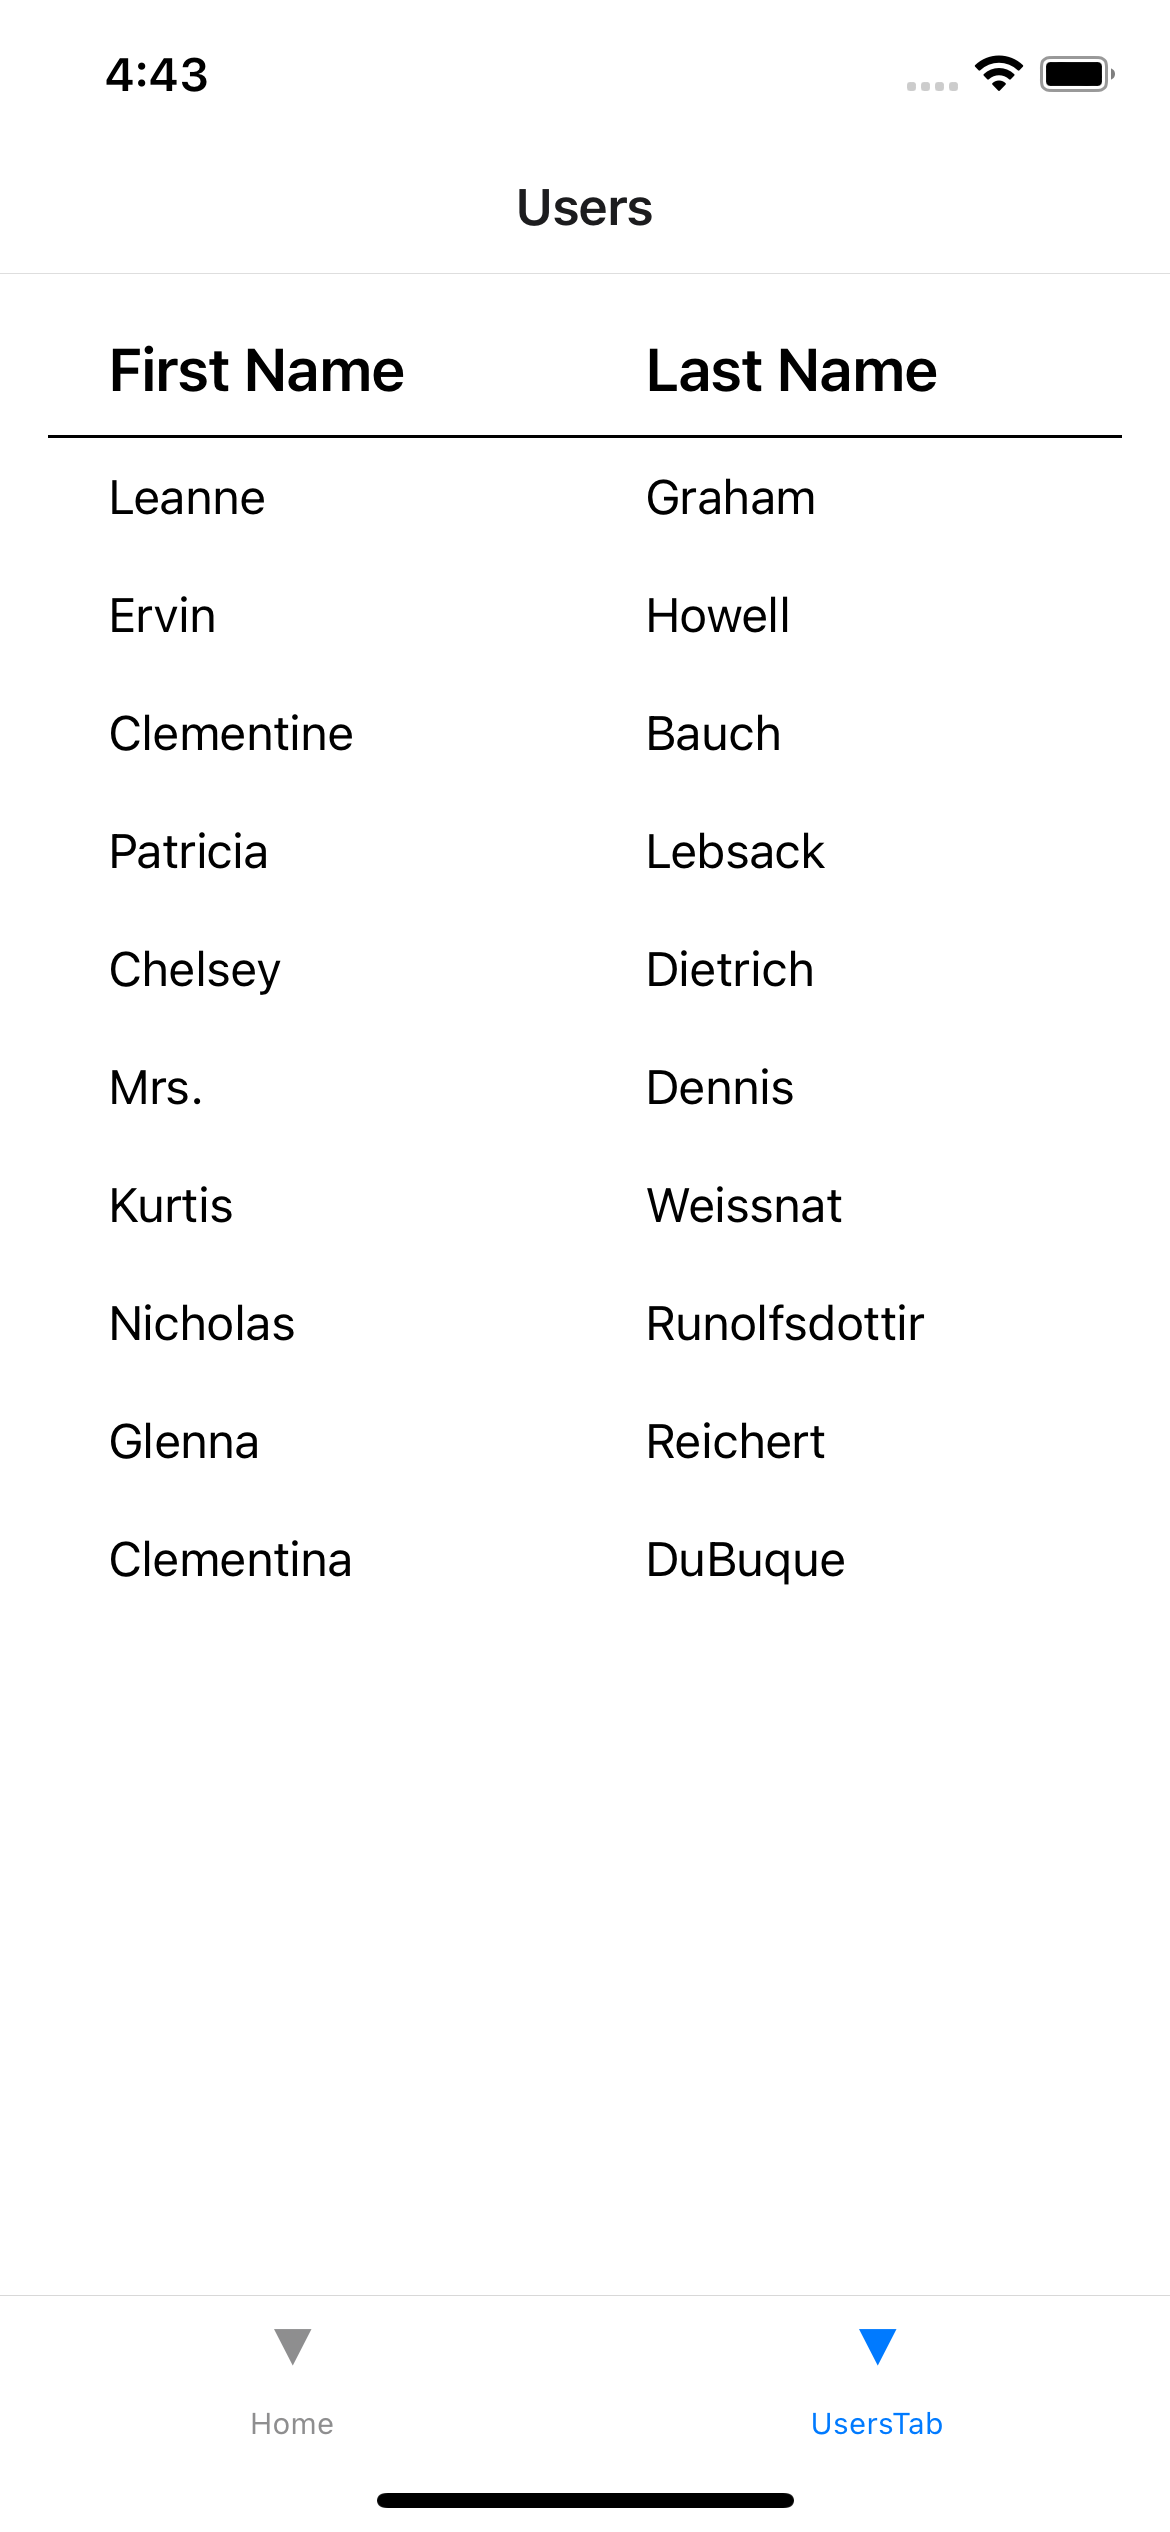 4:43
Users
First Name Last Name
Leanne Graham
Ervin Howell
Clementine Bauch
Patricia Lebsack
Chelsey Dietrich
Mrs. Dennis
Kurtis Weissnat
Nicholas Runolfsdottir
Glenna Reichert
Clementina DuBuque
Home UsersTab